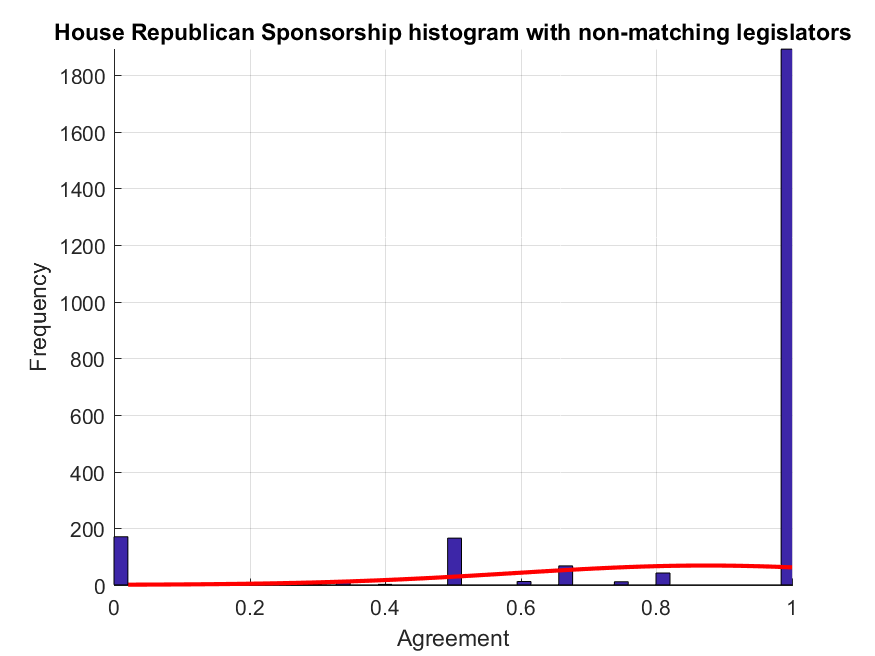 House Republican Sponsorship histogram with non-matching legislators
1800
1600
1400
1200
1000
800
600
400
200
0
Frequency
0 0.2 0.4 0.6 0.8 1
Agreement